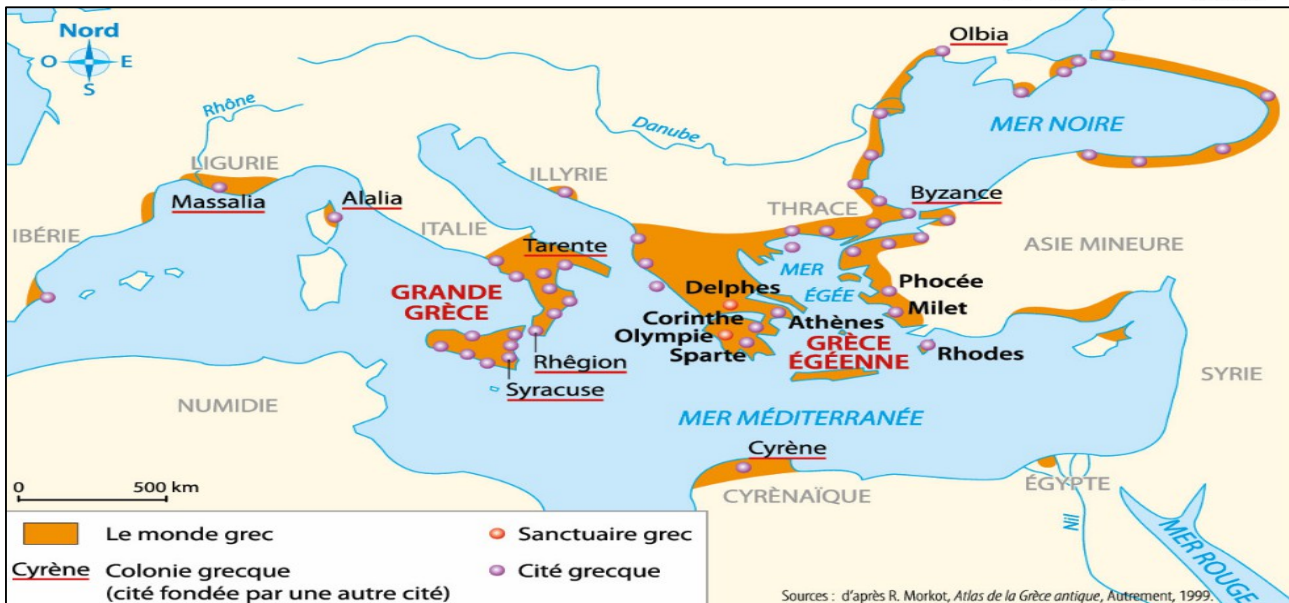 Nord
O
E
S
Olbia
Rhône
Danube
MER NOIRE
LIGURIE
ILLYRIE
Massalia
Alalia
Byzance
THRACE
ITALIE
IBÉRIE
ASIE MINEURE
Tarente
MER
ÉGÉE
Phocée
Delphes
Milet
GRANDE
GRÈCE
Corinthe
Athènes
Olympie
GRÈCE
ÉGÉENNE
Sparte
Rhodes
Rhêgion
SYRIE
Syracuse
NUMIDIE
MER MÉDITERRANÉE
Cyrène
CYRÈNAÏQUE
ÉGYPTE
Nil
MER ROUGE
0 500 km
Le monde grec
Sanctuaire grec
Cyrène Colonie grecque
(cité fondée par une autre cité)
Cité grecque
Sources : d'après R. Morkot, Atlas de la Grèce antique, Autrement, 1999.